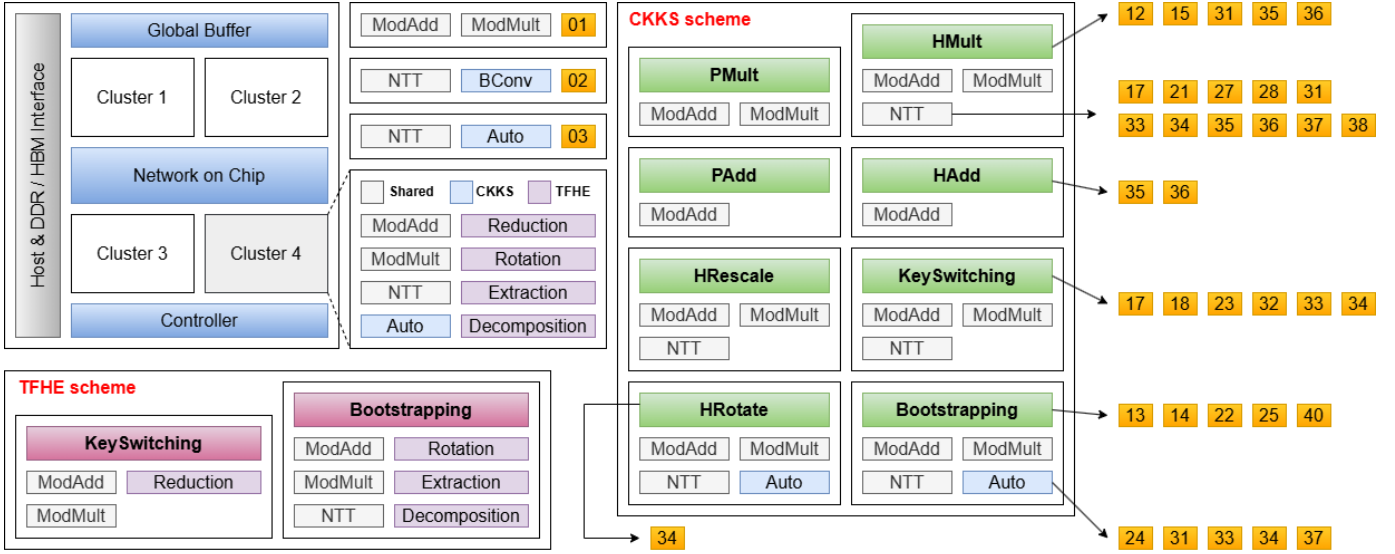 Host & DDR / HBM Interface
Global Buffer
Cluster 1
Cluster 2
Network on Chip
Cluster 3
Cluster 4
Controller
ModAdd ModMult 01
NTT BConv 02
NTT Auto 03
Shared CKKS TFHE
ModAdd Reduction
ModMult Rotation
NTT Extraction
Auto Decomposition
TFHE scheme
KeySwitching
ModAdd Reduction
ModMult
Bootstrapping
ModAdd Rotation
ModMult Extraction
NTT Decomposition
CKKS scheme
PMult
ModAdd ModMult
HMult
ModAdd ModMult
NTT
PAdd
ModAdd
HAdd
ModAdd
HRescale
ModAdd ModMult
NTT
KeySwitching
ModAdd ModMult
NTT
HRotate
ModAdd ModMult
NTT Auto
Bootstrapping
ModAdd ModMult
NTT Auto
12 15 31 35 36
17 21 27 28 31
33 34 35 36 37 38
35 36
17 18 23 32 33 34
13 14 22 25 40
24 31 33 34 37
34